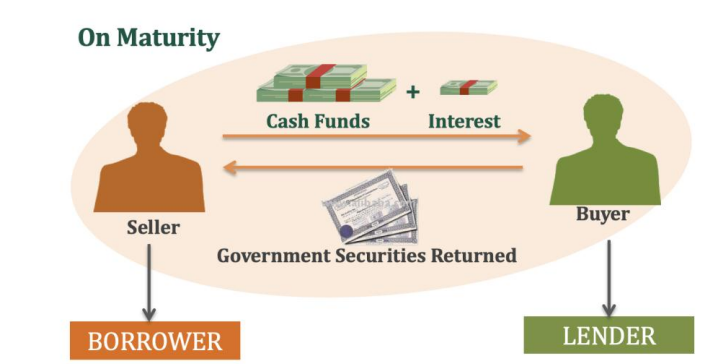 On Maturity
+
Cash Funds
Interest
Seller
Buyer
Government Securities Returned
BORROWER
LENDER